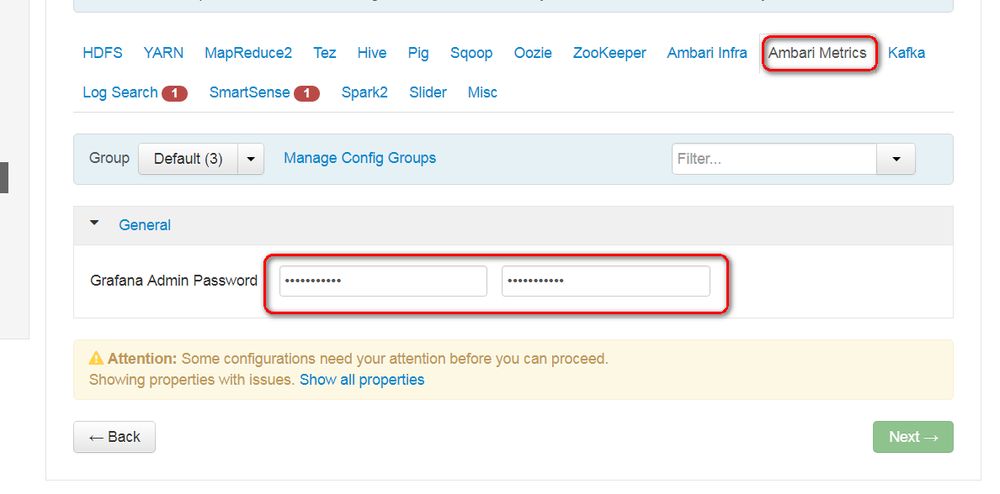 HDFS YARN MapReduce2 Tez Hive Pig Sqoop Oozie ZooKeeper Ambari Infra Ambari Metrics Kafka
Log Search 1 SmartSense 1 Spark2 Slider Misc
Group Default (3) Manage Config Groups Filter...
General
Grafana Admin Password ••••••••••• •••••••••••
Attention: Some configurations need your attention before you can proceed.
Showing properties with issues. Show all properties
← Back Next →